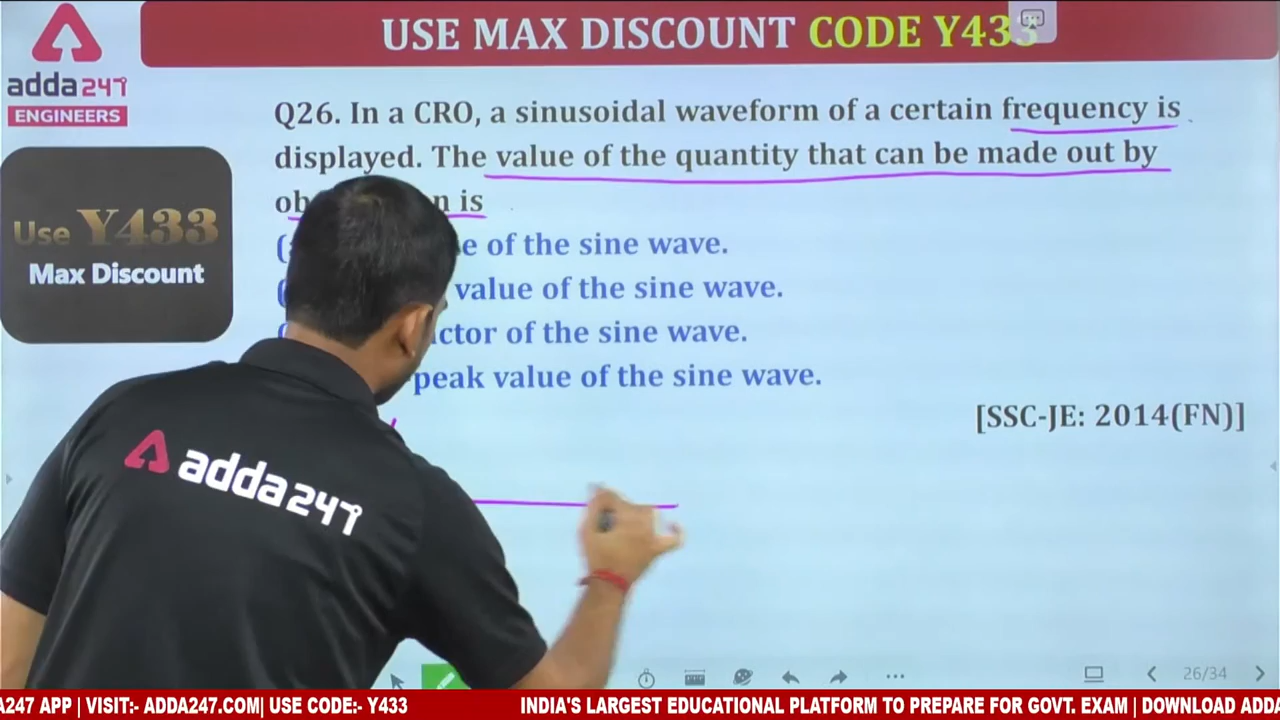 USE MAX DISCOUNT CODE Y433
adda247
ENGINEERS
Q26. In a CRO, a sinusoidal waveform of a certain frequency is
displayed. The value of the quantity that can be made out by
is
of the sine wave.
value of the sine wave.
of the sine wave.
peak value of the sine wave.
[SSC-JE: 2014(FN)]
Use Y433
Max Discount
adda247
26/34
APP | VISIT:- ADDA247.COM| USE CODE:- Y433
INDIA'S LARGEST EDUCATIONAL PLATFORM TO PREPARE FOR GOVT. EXAM | DOWNLOAD